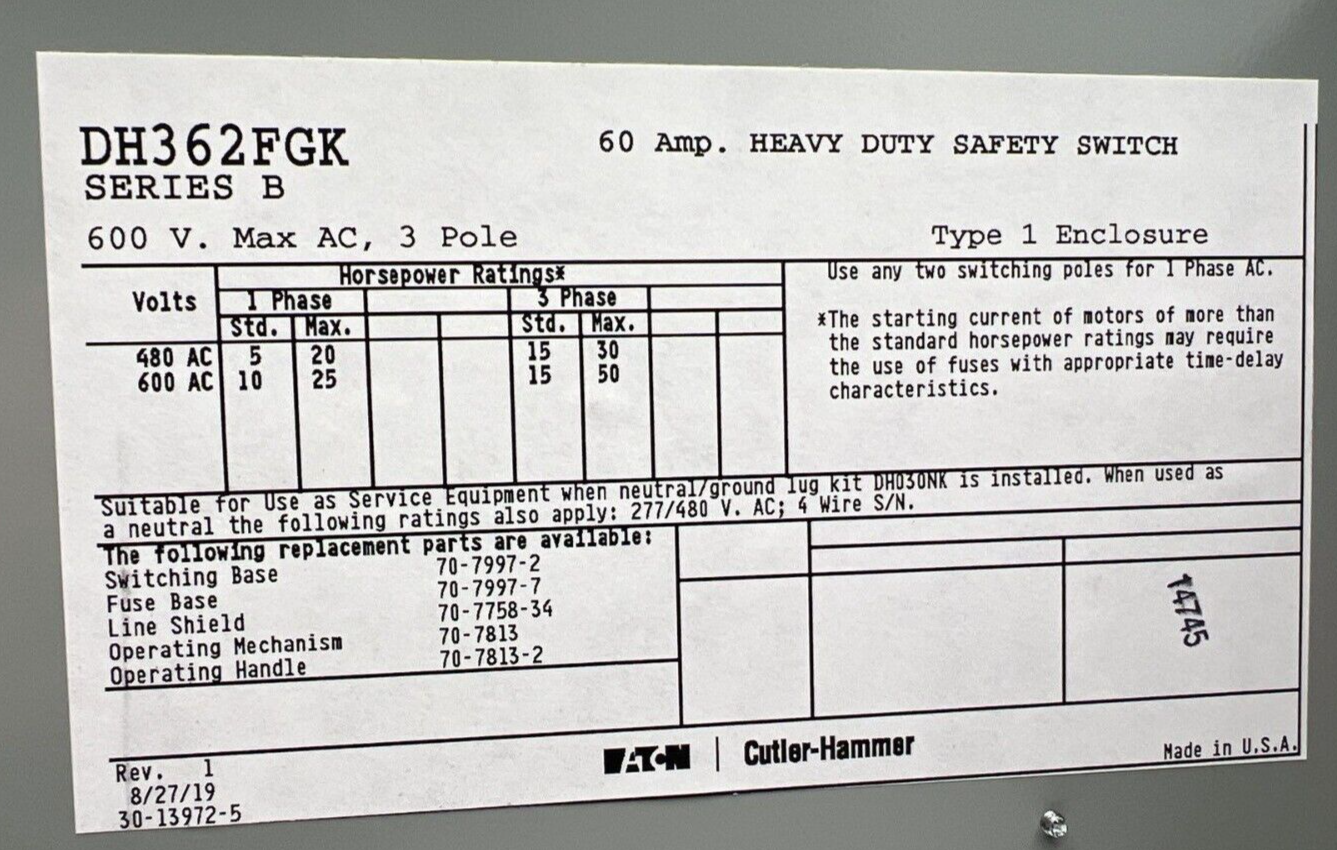 DH362FGK
60 Amp. HEAVY DUTY SAFETY SWITCH
SERIES B
600 V. Max AC, 3 Pole
Type 1 Enclosure
Volts
Horsepower Ratings*
1 Phase 3 Phase
Std. Max. Std. Max.
480 AC 5 20 15 30
600 AC 10 25 15 50
Use any two switching poles for 1 Phase AC.
*The starting current of motors of more than
the standard horsepower ratings may require
the use of fuses with appropriate time-delay
characteristics.
Suitable for Use as Service Equipment when neutral/ground lug kit DH030NK is installed. When used as
a neutral the following ratings also apply: 277/480 V. AC; 4 Wire S/N.
The following replacement parts are available:
Switching Base 70-7997-2
Fuse Base 70-7997-7
Line Shield 70-7758-34
Operating Mechanism 70-7813
Operating Handle 70-7813-2
14745
Rev. 1
8/27/19
30-13972-5
EATON | Cutler-Hammer
Made in U.S.A.